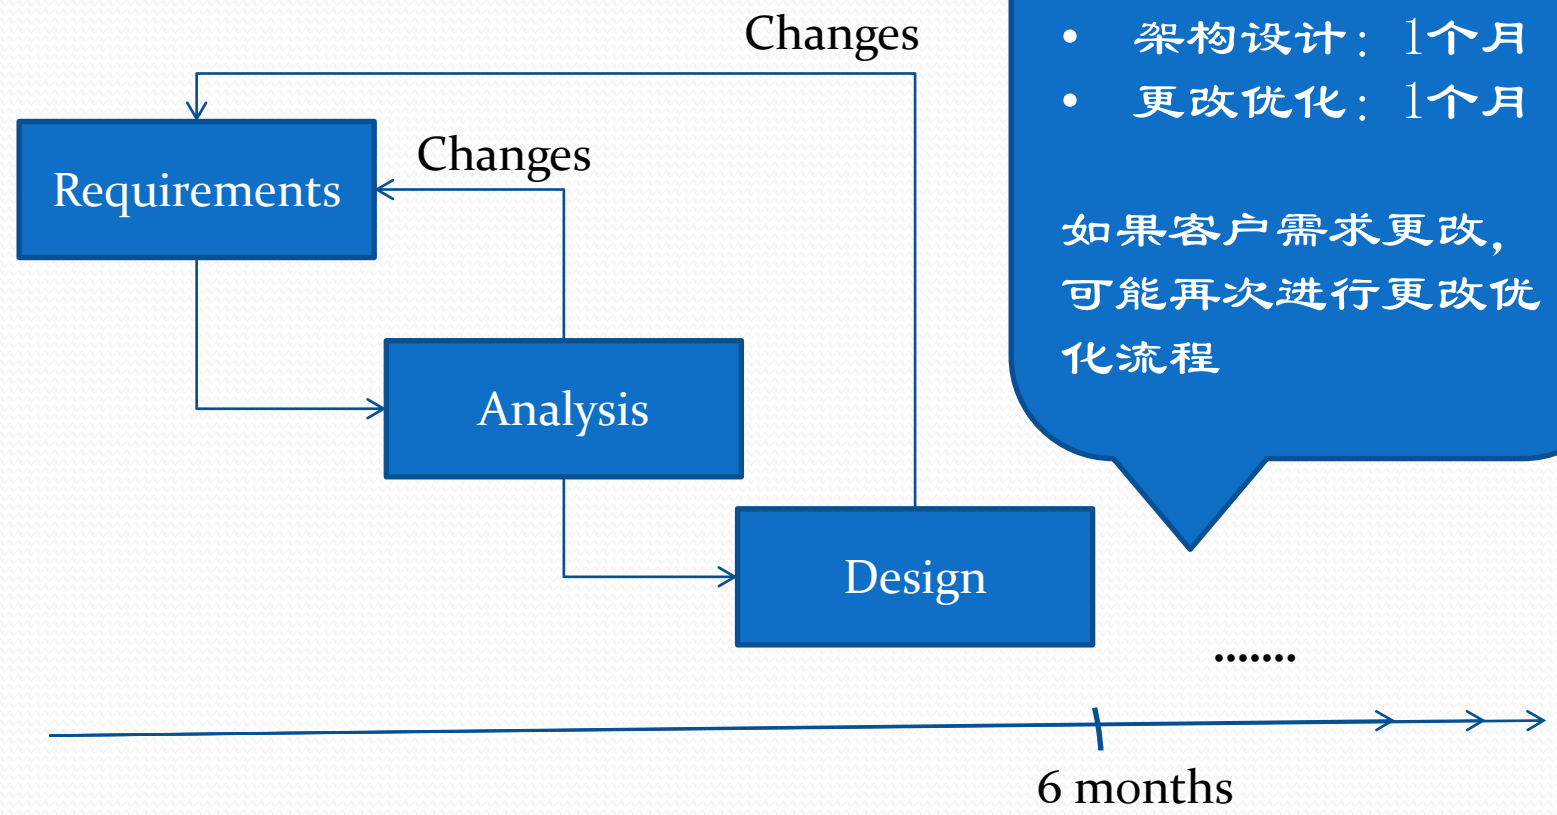 Changes
Changes
Requirements
Analysis
Design
• 架构设计：1个月
• 更改优化：1个月
如果客户需求更改，
可能再次进行更改优
化流程
.......
6 months